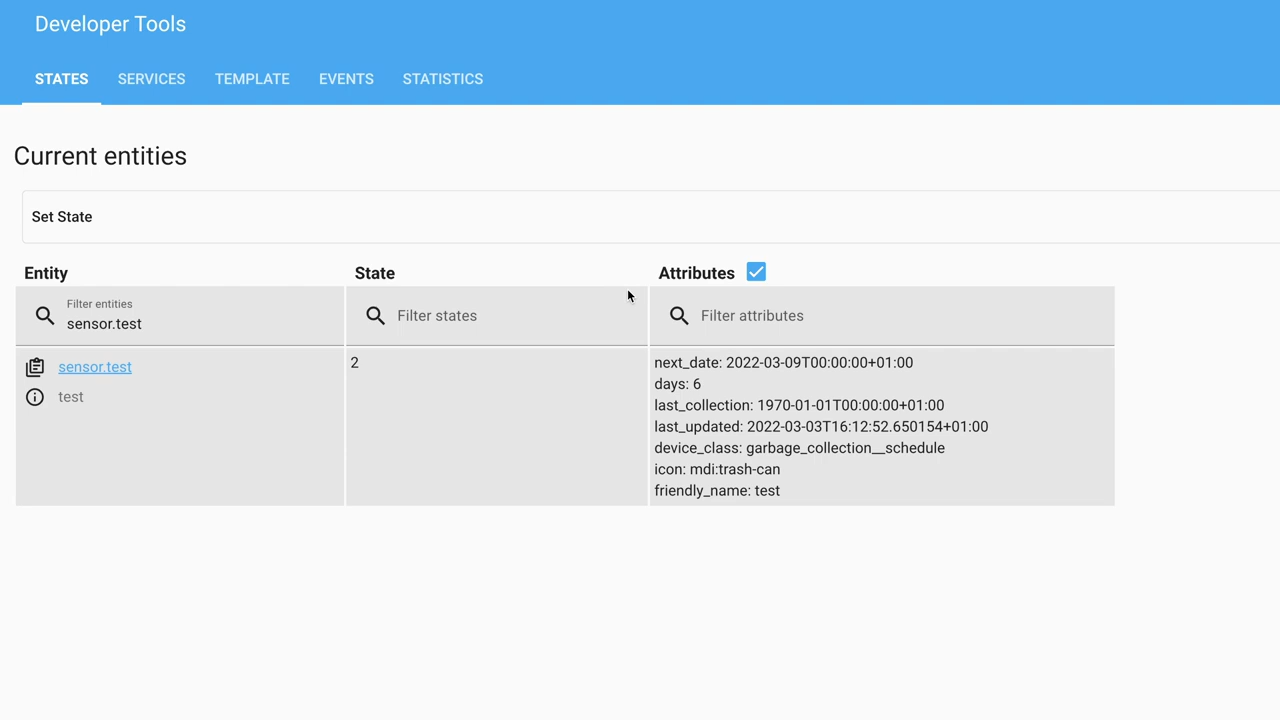 Developer Tools
STATES SERVICES TEMPLATE EVENTS STATISTICS
Current entities
Set State
Entity State Attributes
Filter entities
sensor.test
Filter states
Filter attributes
sensor.test
test
2
next_date: 2022-03-09T00:00:00+01:00
days: 6
last_collection: 1970-01-01T00:00:00+01:00
last_updated: 2022-03-03T16:12:52.650154+01:00
device_class: garbage_collection__schedule
icon: mdi:trash-can
friendly_name: test